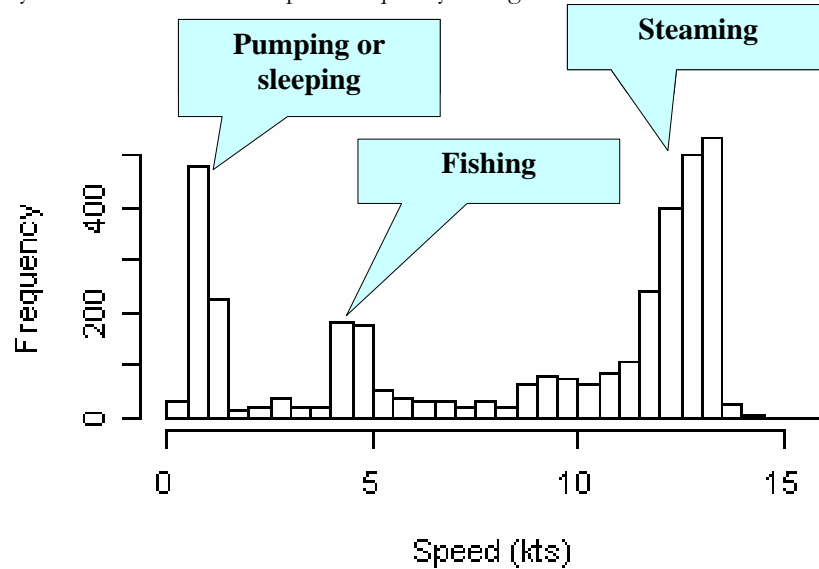 Pumping or
sleeping
Steaming
Fishing
Frequency
400
200
0
0 5 10 15
Speed (kts)